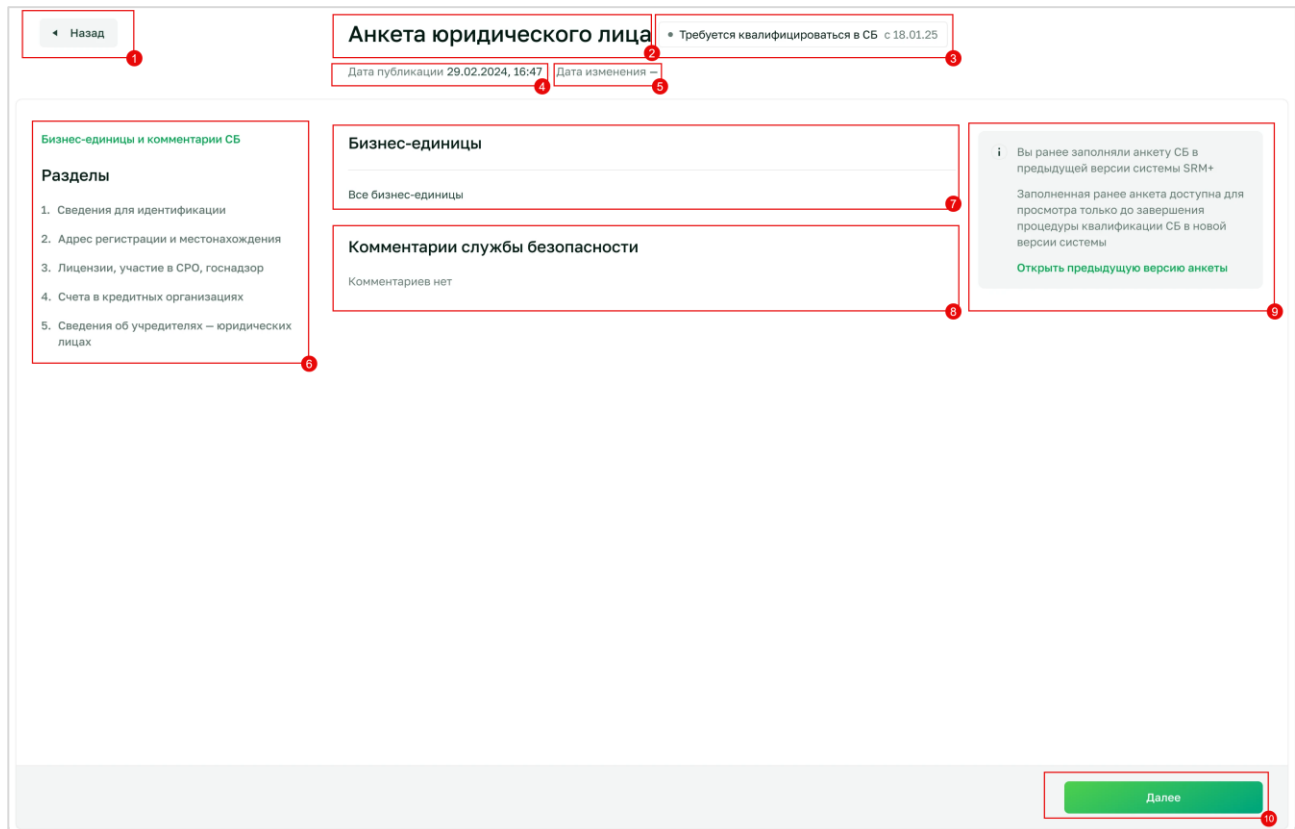 Назад
1
Анкета юридического лица
2
Требуется квалифицироваться в СБ с 18.01.25
3
Дата публикации 29.02.2024, 16:47
4
Дата изменения —
5
Бизнес-единицы и комментарии СБ
Разделы
1. Сведения для идентификации
2. Адрес регистрации и местонахождения
3. Лицензии, участие в СРО, госнадзор
4. Счета в кредитных организациях
5. Сведения об учредителях — юридических
лицах
6
Бизнес-единицы
Все бизнес-единицы
7
Комментарии службы безопасности
Комментариев нет
8
i Вы ранее заполняли анкету СБ в
предыдущей версии системы SRM+
Заполненная ранее анкета доступна для
просмотра только до завершения
процедуры квалификации СБ в новой
версии системы
Открыть предыдущую версию анкеты
9
Далее
10